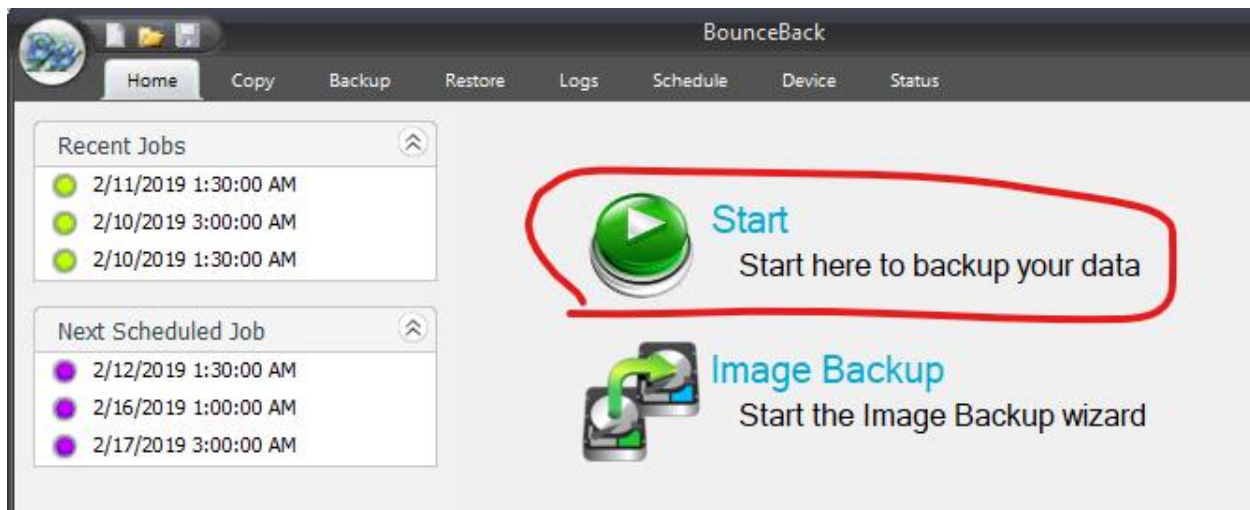 BounceBack
Home Copy Backup Restore Logs Schedule Device Status
Recent Jobs
2/11/2019 1:30:00 AM
2/10/2019 3:00:00 AM
2/10/2019 1:30:00 AM
Next Scheduled Job
2/12/2019 1:30:00 AM
2/16/2019 1:00:00 AM
2/17/2019 3:00:00 AM
Start
Start here to backup your data
Image Backup
Start the Image Backup wizard